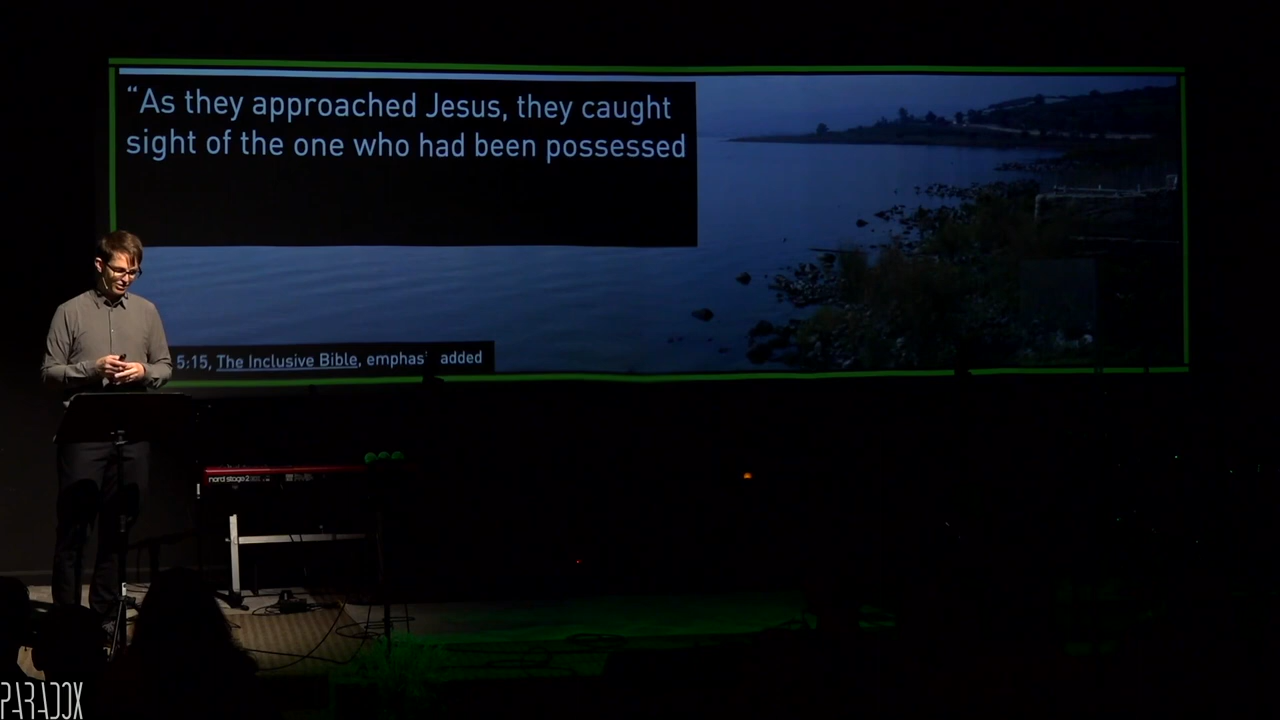 “As they approached Jesus, they caught
sight of the one who had been possessed
5:15, The Inclusive Bible, added
nord stage 2
PARADOX